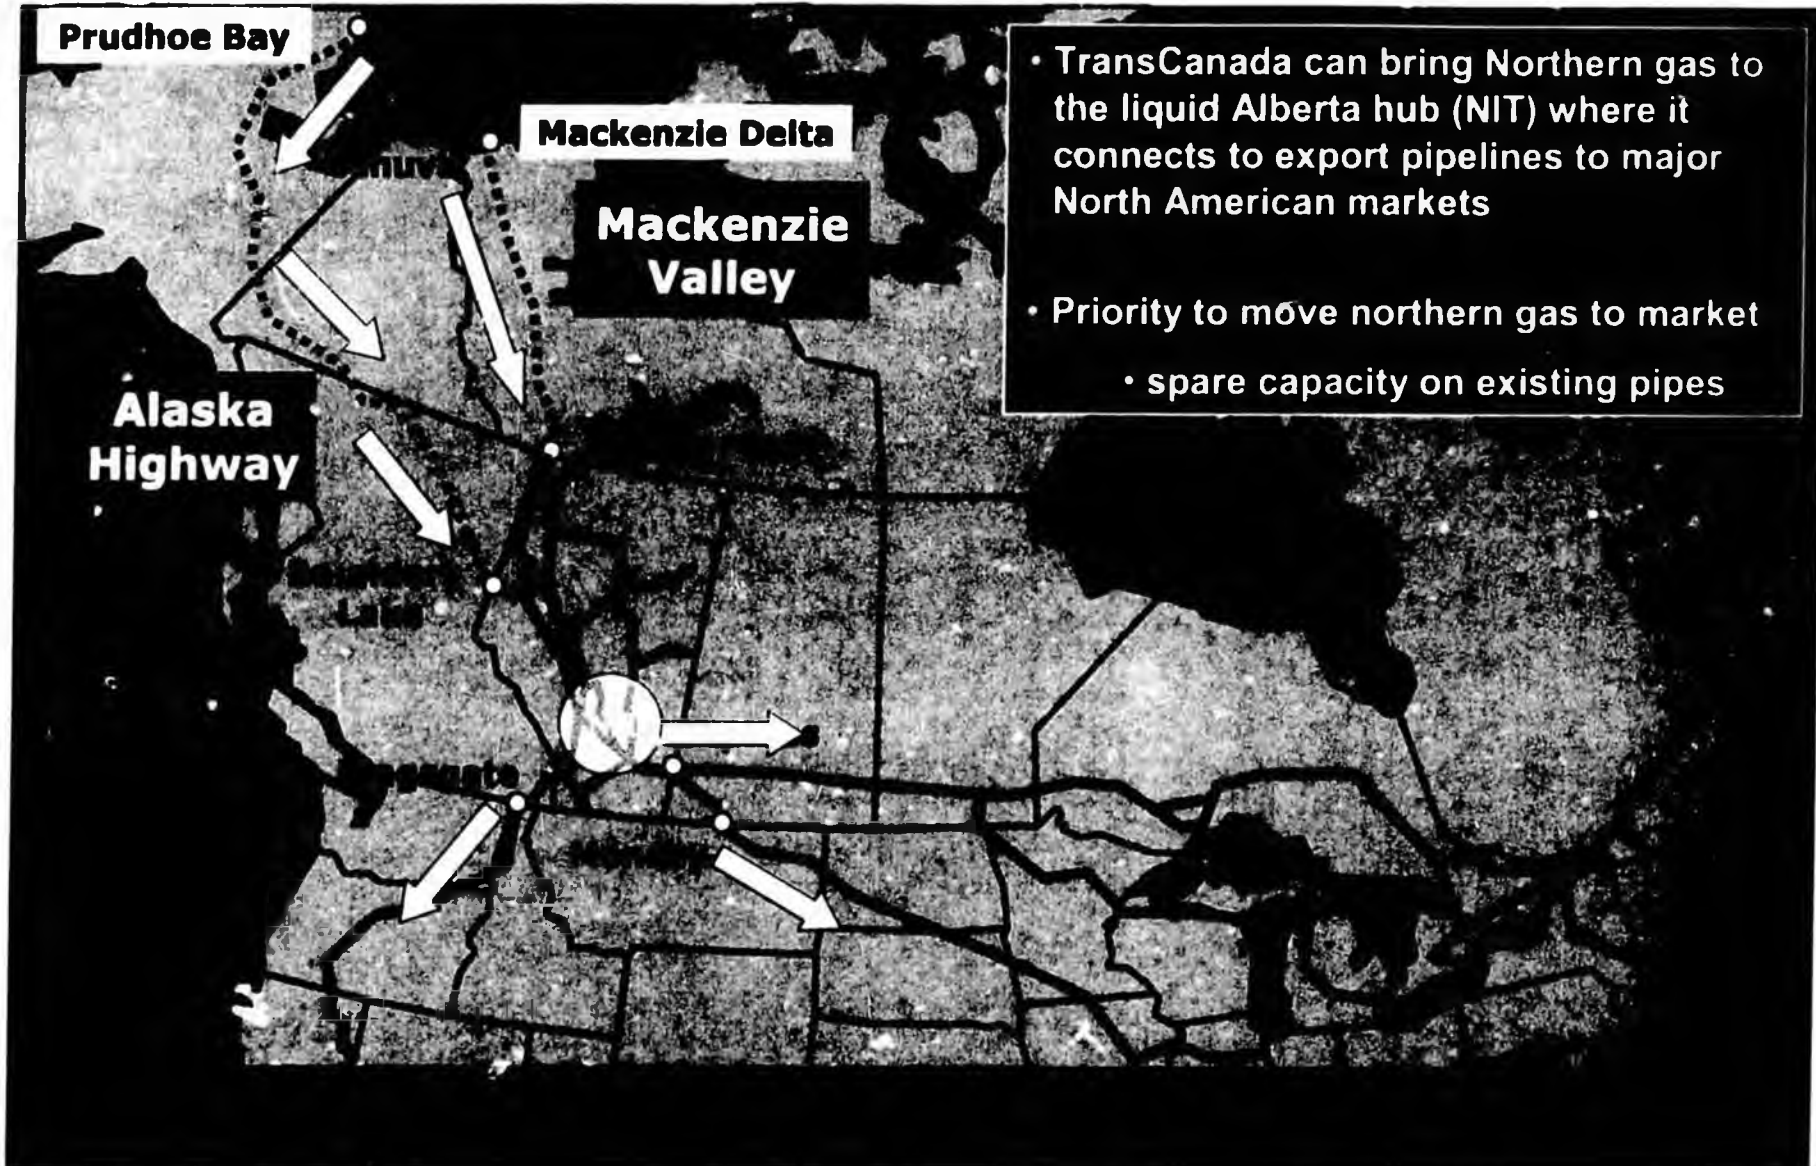 Prudhoe Bay
Mackenzie Delta
Mackenzie
Valley
Alaska
Highway
Lake
• TransCanada can bring Northern gas to
the liquid Alberta hub (NIT) where it
connects to export pipelines to major
North American markets
• Priority to move northern gas to market
• spare capacity on existing pipes